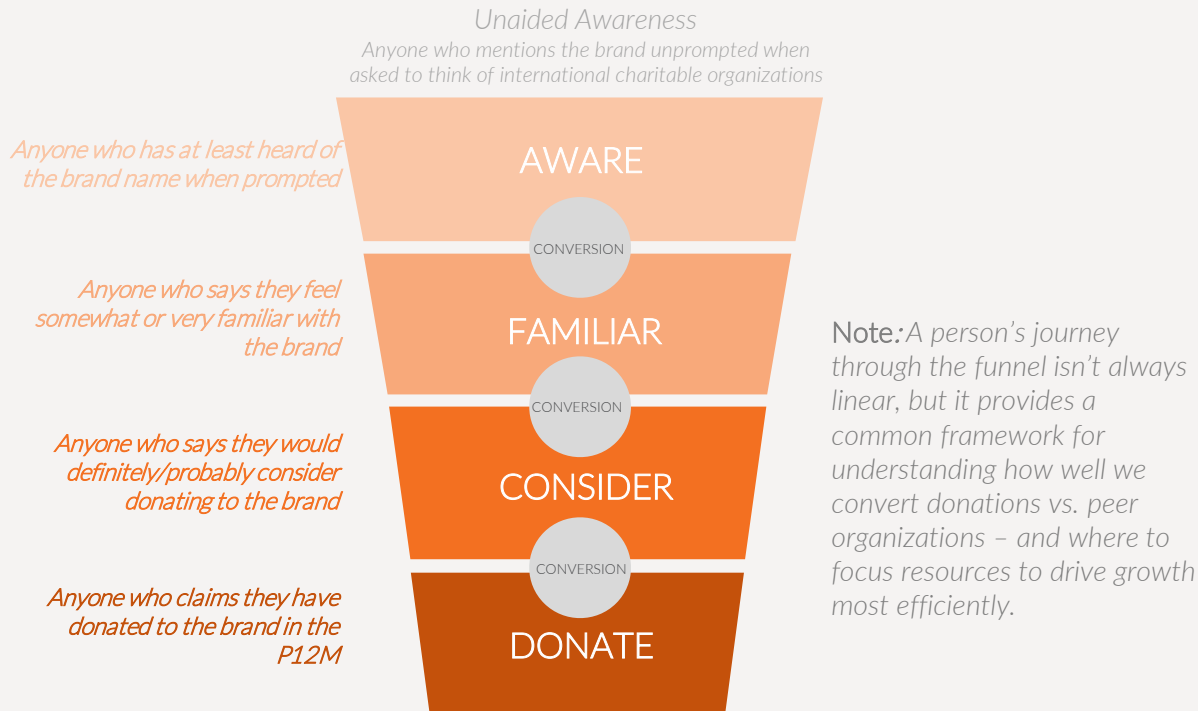 Unaided Awareness
Anyone who mentions the brand unprompted when
asked to think of international charitable organizations
Anyone who has at least heard of
the brand name when prompted
AWARE
CONVERSION
Anyone who says they feel
somewhat or very familiar with
the brand
FAMILIAR
CONVERSION
Anyone who says they would
definitely/probably consider
donating to the brand
CONSIDER
CONVERSION
Anyone who claims they have
donated to the brand in the
P12M
DONATE
Note: A person’s journey
through the funnel isn’t always
linear, but it provides a
common framework for
understanding how well we
convert donations vs. peer
organizations – and where to
focus resources to drive growth
most efficiently.